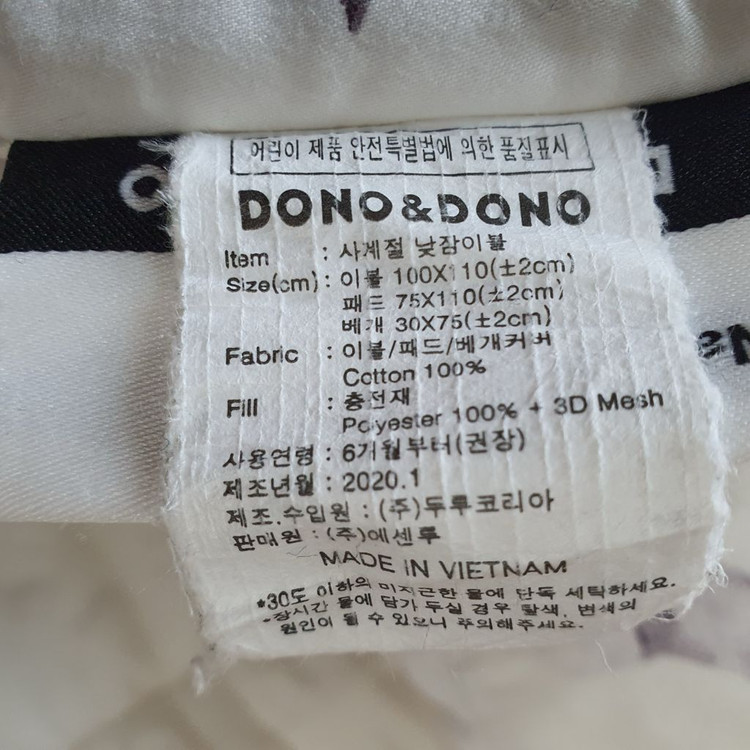 어린이 제품 안전특별법에 의한 품질표시
DONO&DONO
Item : 사계절 낮잠이불
Size(cm) : 이불 100X110(±2cm)
패드 75X110(±2cm)
베개 30X75(±2cm)
Fabric : 이불/패드/베개커버
Cotton 100%
Fill : 충전재
Polyester 100% + 3D Mesh
사용연령 : 6개월부터(권장)
제조년월 : 2020.1
제조.수입원 : (주)두루코리아
판매원 : (주)에센루
MADE IN VIETNAM
*30도 이하의 미지근한 물에 단독 세탁하세요.
*장시간 물에 담가 두실 경우 탈색, 변색의
원인이 될 수 있으니 주의해주세요.